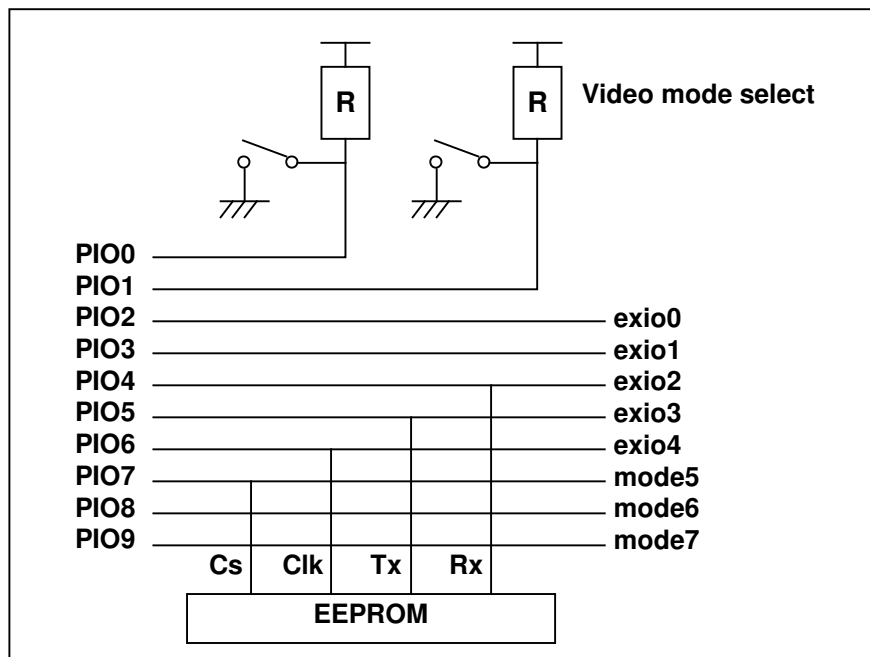 R R Video mode select
PIO0
PIO1
PIO2 exio0
PIO3 exio1
PIO4 exio2
PIO5 exio3
PIO6 exio4
PIO7 mode5
PIO8 mode6
PIO9 mode7
Cs Clk Tx Rx
EEPROM